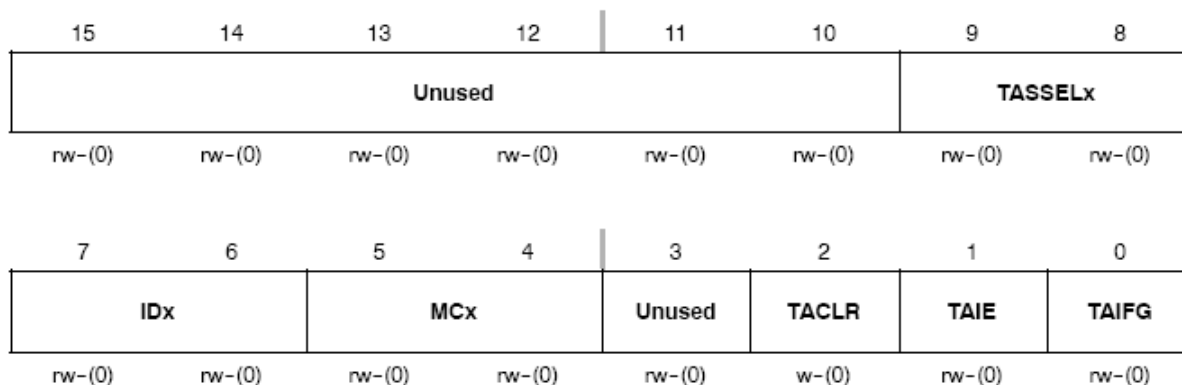 15 14 13 12 11 10 9 8
Unused TASSELx
rw-(0) rw-(0) rw-(0) rw-(0) rw-(0) rw-(0) rw-(0) rw-(0)
7 6 5 4 3 2 1 0
IDx MCx Unused TACLR TAIE TAIFG
rw-(0) rw-(0) rw-(0) rw-(0) rw-(0) w-(0) rw-(0) rw-(0)